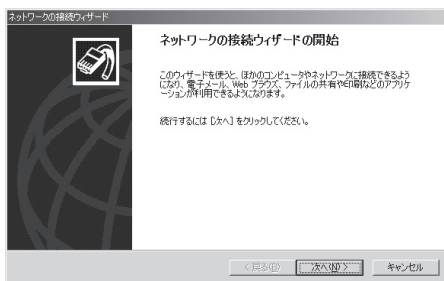 ネットワークの接続ウィザード
ネットワークの接続ウィザードの開始
このウィザードを使うと、ほかのコンピュータやネットワークに接続できるよう
になり、電子メール、Web ブラウズ、ファイルの共有や印刷などのアプリケ
ーションが利用できるようになります。
続行するには [次へ] をクリックしてください。
< 戻る(B) 次へ(N) > キャンセル